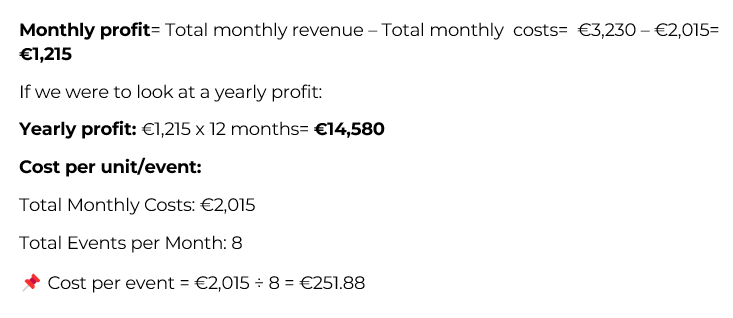 Monthly profit= Total monthly revenue – Total monthly  costs=  €3,230 – €2,015=
€1,215
If we were to look at a yearly profit:
Yearly profit: €1,215 x 12 months= €14,580
Cost per unit/event:
Total Monthly Costs: €2,015
Total Events per Month: 8
📌 Cost per event = €2,015 ÷ 8 = €251.88